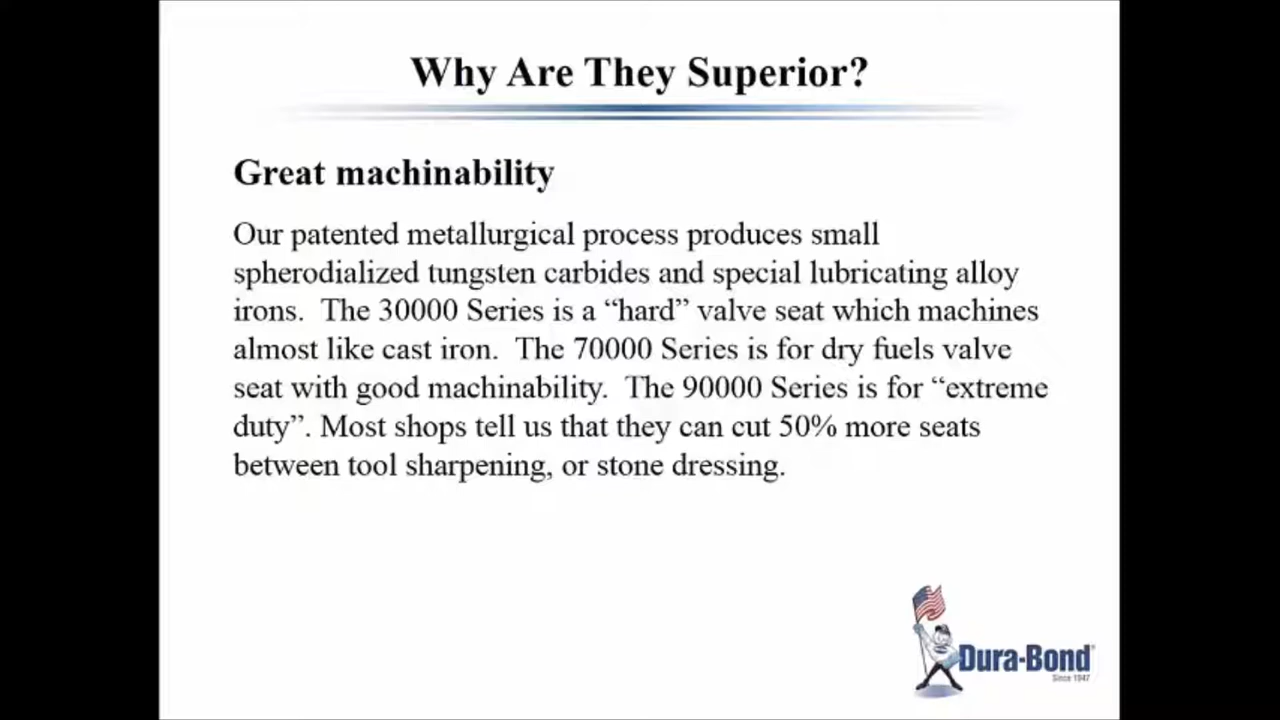 Why Are They Superior?
Great machinability
Our patented metallurgical process produces small
spherodialized tungsten carbides and special lubricating alloy
irons.  The 30000 Series is a “hard” valve seat which machines
almost like cast iron.  The 70000 Series is for dry fuels valve
seat with good machinability.  The 90000 Series is for “extreme
duty”. Most shops tell us that they can cut 50% more seats
between tool sharpening, or stone dressing.
Dura-Bond®
Since 1947